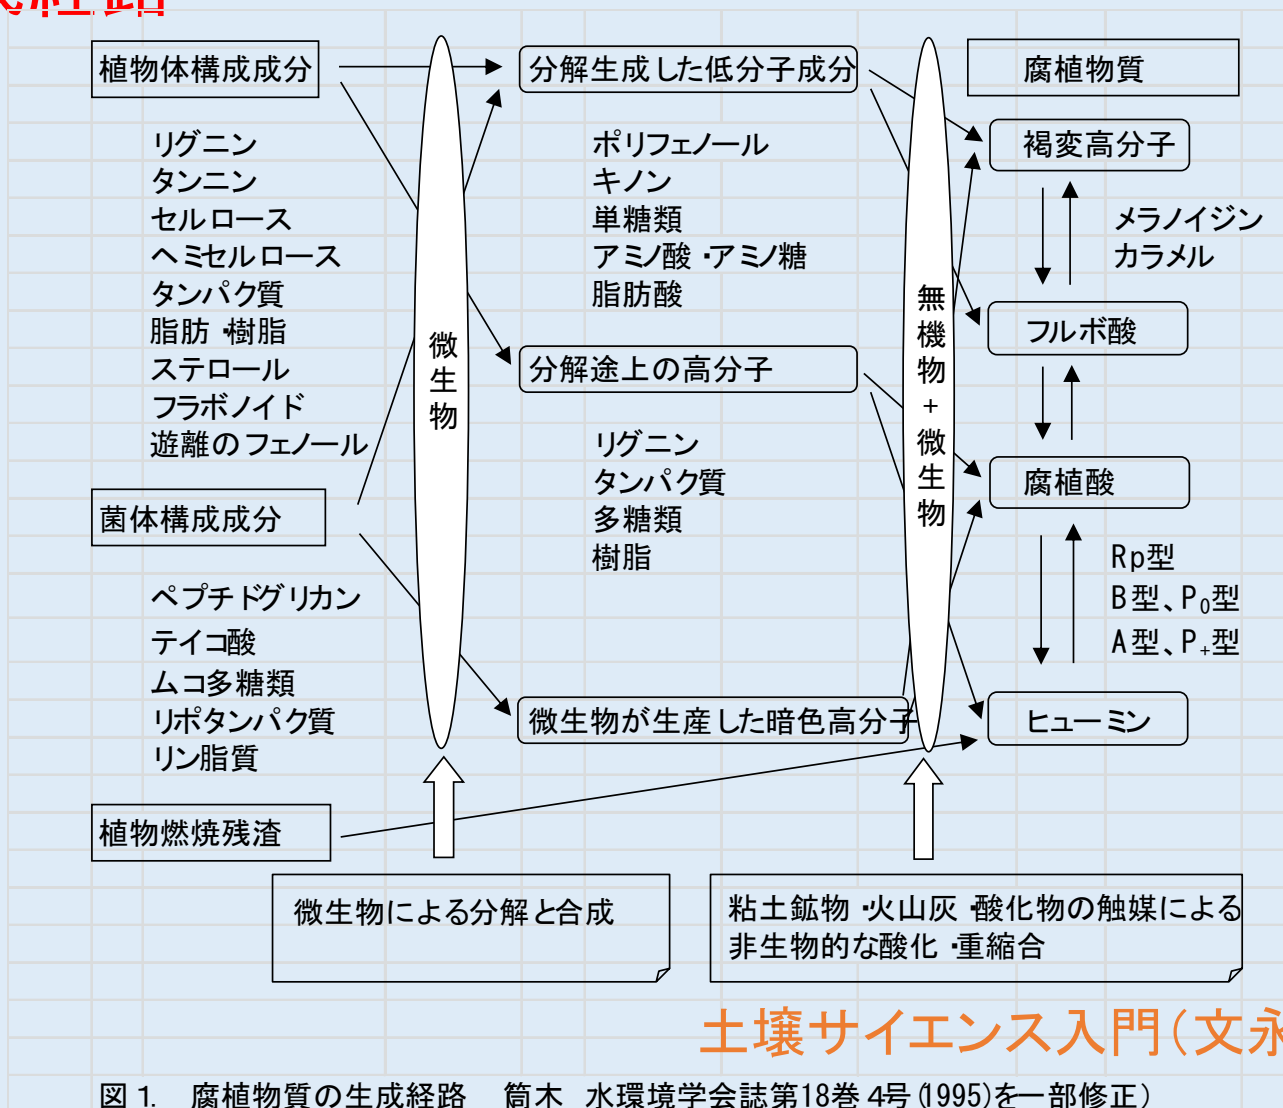 植物体構成成分
リグニン
タンニン
セルロース
ヘミセルロース
タンパク質
脂肪・樹脂
ステロール
フラボノイド
遊離のフェノール
菌体構成成分
ペプチドグリカン
テイコ酸
ムコ多糖類
リポタンパク質
リン脂質
植物燃焼残渣
微生物
分解生成した低分子成分
ポリフェノール
キノン
単糖類
アミノ酸・アミノ糖
脂肪酸
分解途上の高分子
リグニン
タンパク質
多糖類
樹脂
微生物が生産した暗色高分子
無機物+微生物
腐植物質
褐変高分子
メラノイジン
カラメル
フルボ酸
腐植酸
Rp型
B型、P₀型
A型、P₊型
ヒューミン
微生物による分解と合成
粘土鉱物・火山灰・酸化物の触媒による
非生物的な酸化・重縮合
土壌サイエンス入門(文永
図1. 腐植物質の生成経路 筒木 水環境学会誌第18巻4号(1995)を一部修正)